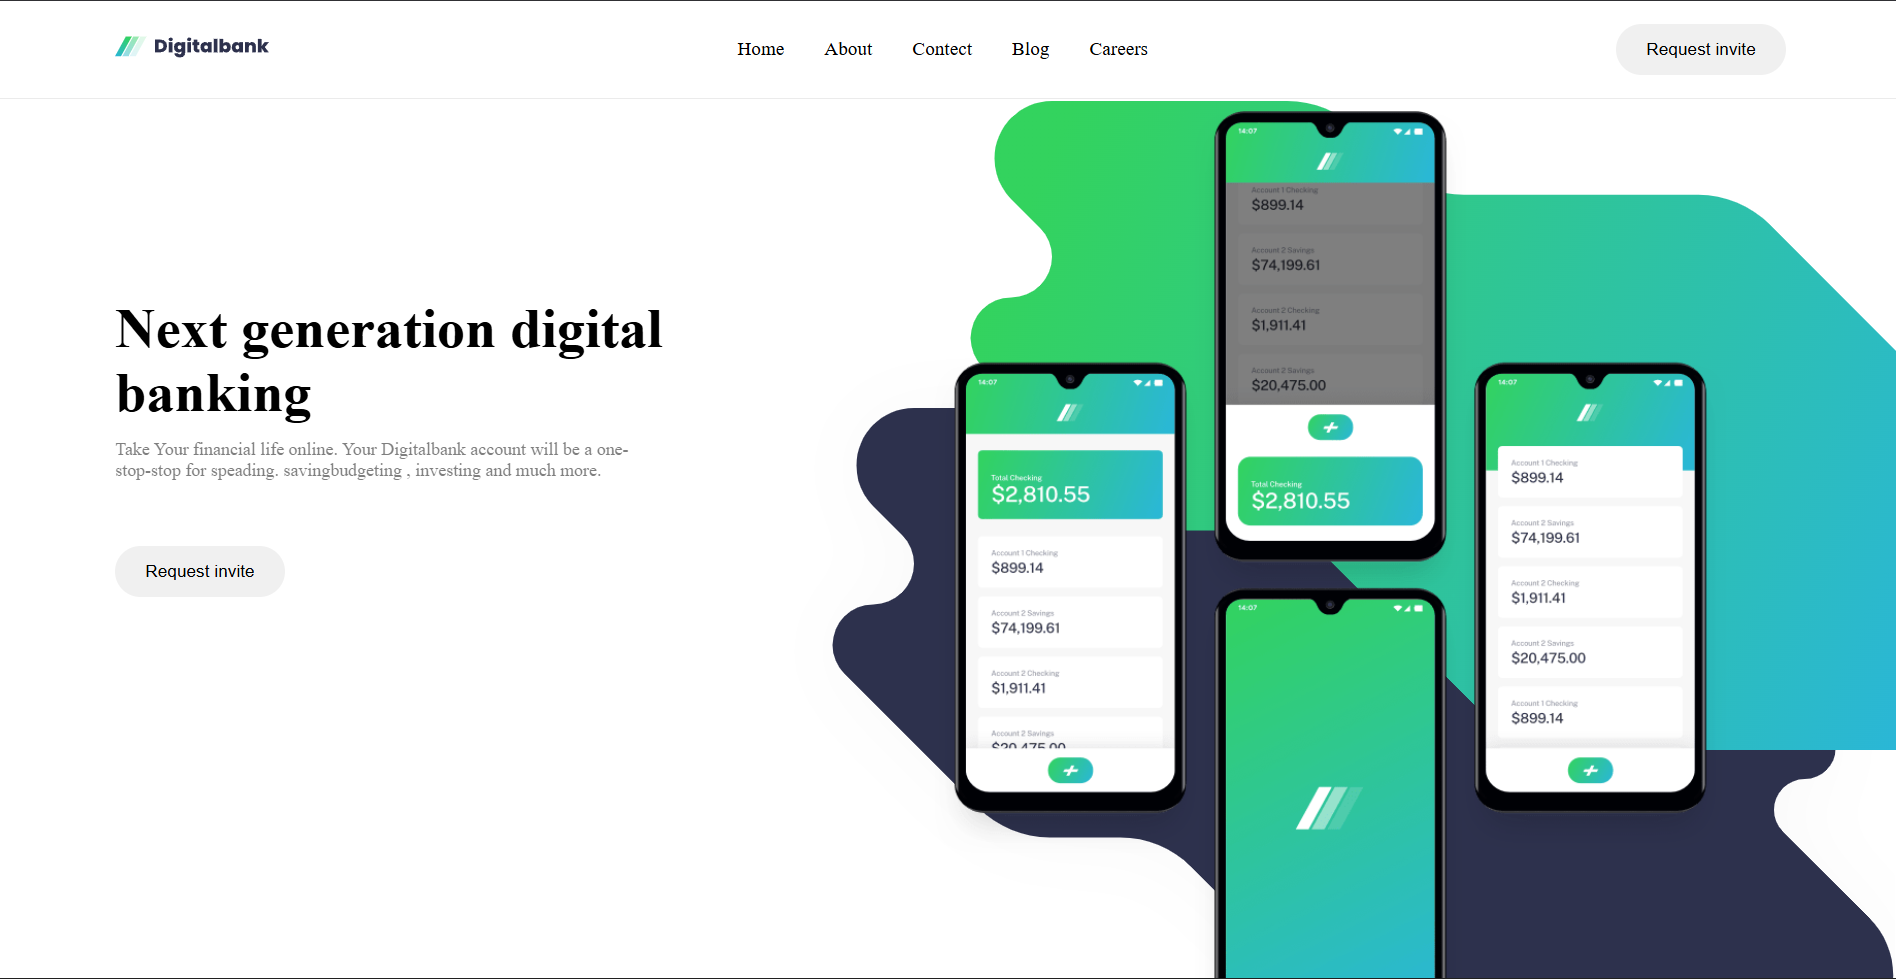 Digitalbank
Home About Contect Blog Careers
Request invite
Next generation digital
banking
Take Your financial life online. Your Digitalbank account will be a one-
stop-stop for speading. savingbudgeting , investing and much more.
Request invite
14:07
Account 1 Checking
$899.14
Account 2 Savings
$74,199.61
Account 2 Checking
$1,911.41
Account 2 Savings
$20,475.00
Total Checking
$2,810.55
14:07
Total Checking
$2,810.55
Account 1 Checking
$899.14
Account 2 Savings
$74,199.61
Account 2 Checking
$1,911.41
Account 2 Savings
$20,475.00
14:07
14:07
Account 1 Checking
$899.14
Account 2 Savings
$74,199.61
Account 2 Checking
$1,911.41
Account 2 Savings
$20,475.00
Account 1 Checking
$899.14